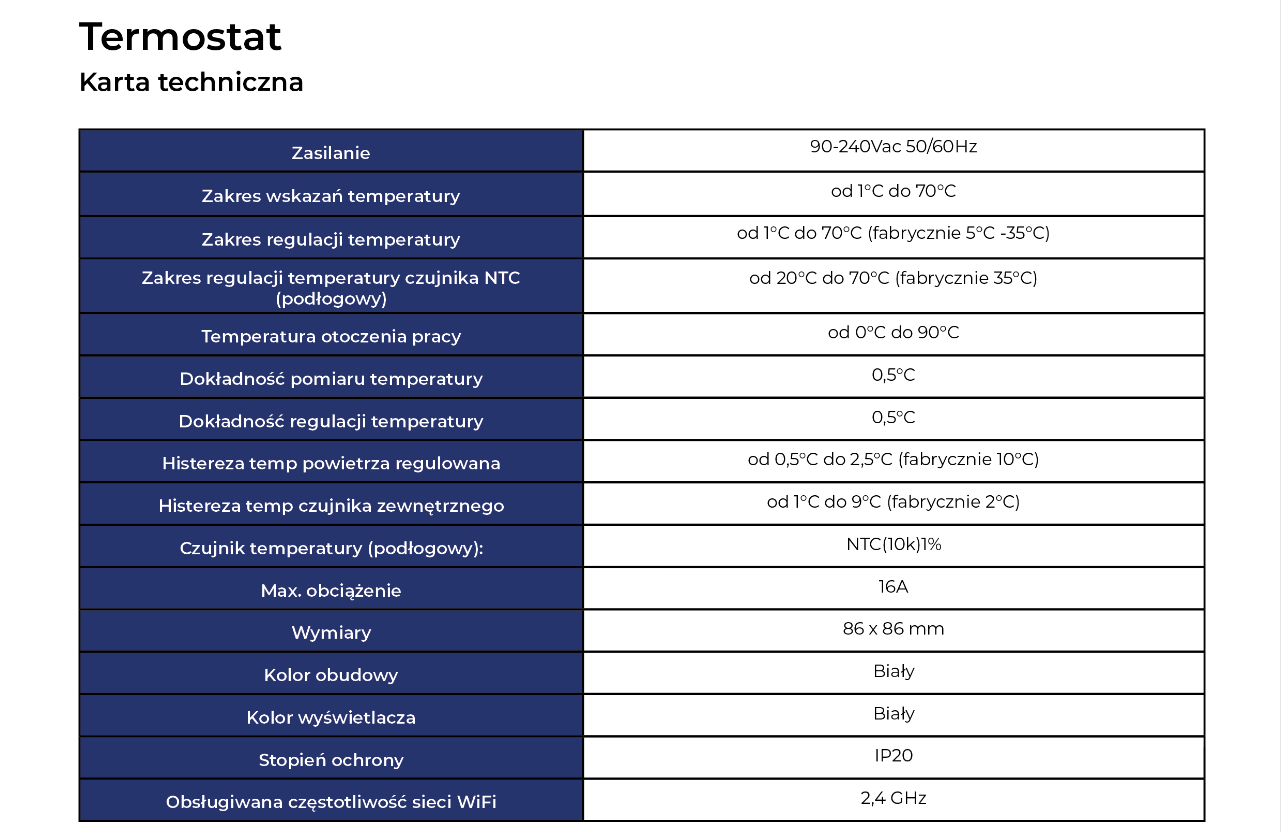 Termostat
Karta techniczna
Zasilanie
90-240Vac 50/60Hz
Zakres wskazań temperatury
od 1°C do 70°C
Zakres regulacji temperatury
od 1°C do 70°C (fabrycznie 5°C -35°C)
Zakres regulacji temperatury czujnika NTC
(podłogowy)
od 20°C do 70°C (fabrycznie 35°C)
Temperatura otoczenia pracy
od 0°C do 90°C
Dokładność pomiaru temperatury
0,5°C
Dokładność regulacji temperatury
0,5°C
Histereza temp powietrza regulowana
od 0,5°C do 2,5°C (fabrycznie 10°C)
Histereza temp czujnika zewnętrznego
od 1°C do 9°C (fabrycznie 2°C)
Czujnik temperatury (podłogowy):
NTC(10k)1%
Max. obciążenie
16A
Wymiary
86 x 86 mm
Kolor obudowy
Biały
Kolor wyświetlacza
Biały
Stopień ochrony
IP20
Obsługiwana częstotliwość sieci WiFi
2,4 GHz